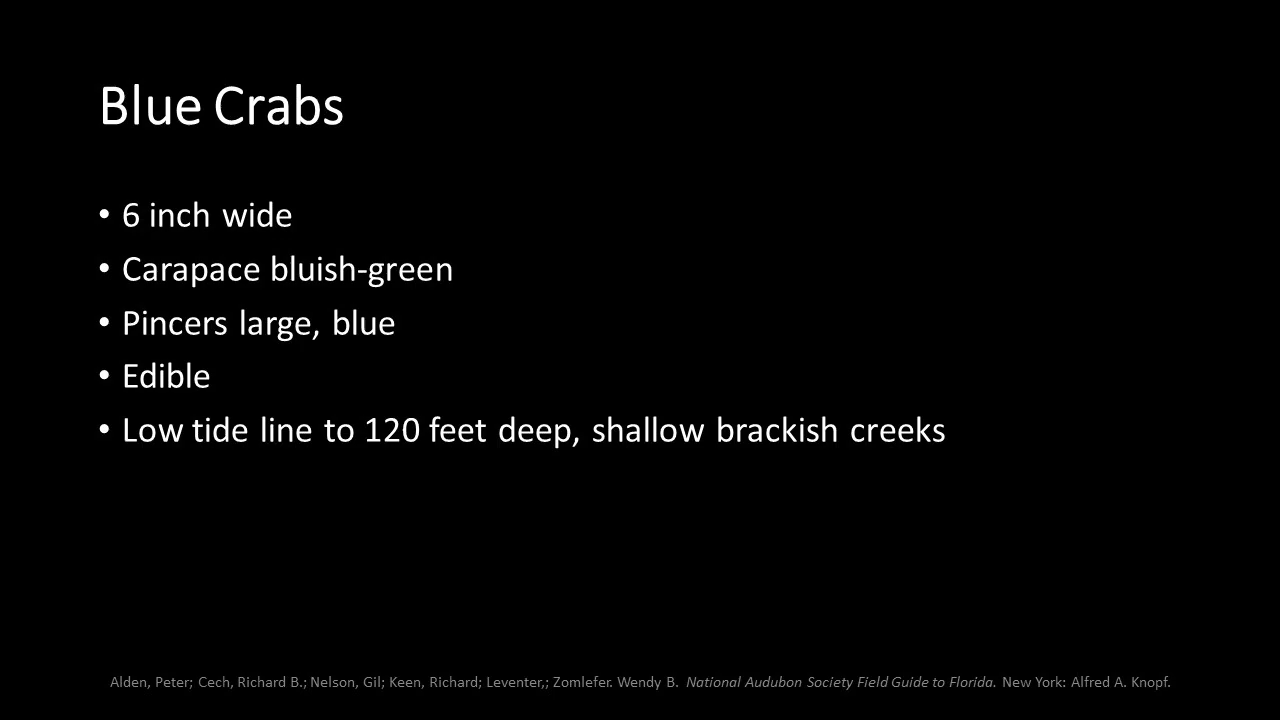 Blue Crabs
• 6 inch wide
• Carapace bluish-green
• Pincers large, blue
• Edible
• Low tide line to 120 feet deep, shallow brackish creeks
Alden, Peter; Cech, Richard B.; Nelson, Gil; Keen, Richard; Leventer,; Zomlefer. Wendy B. National Audubon Society Field Guide to Florida. New York: Alfred A. Knopf.